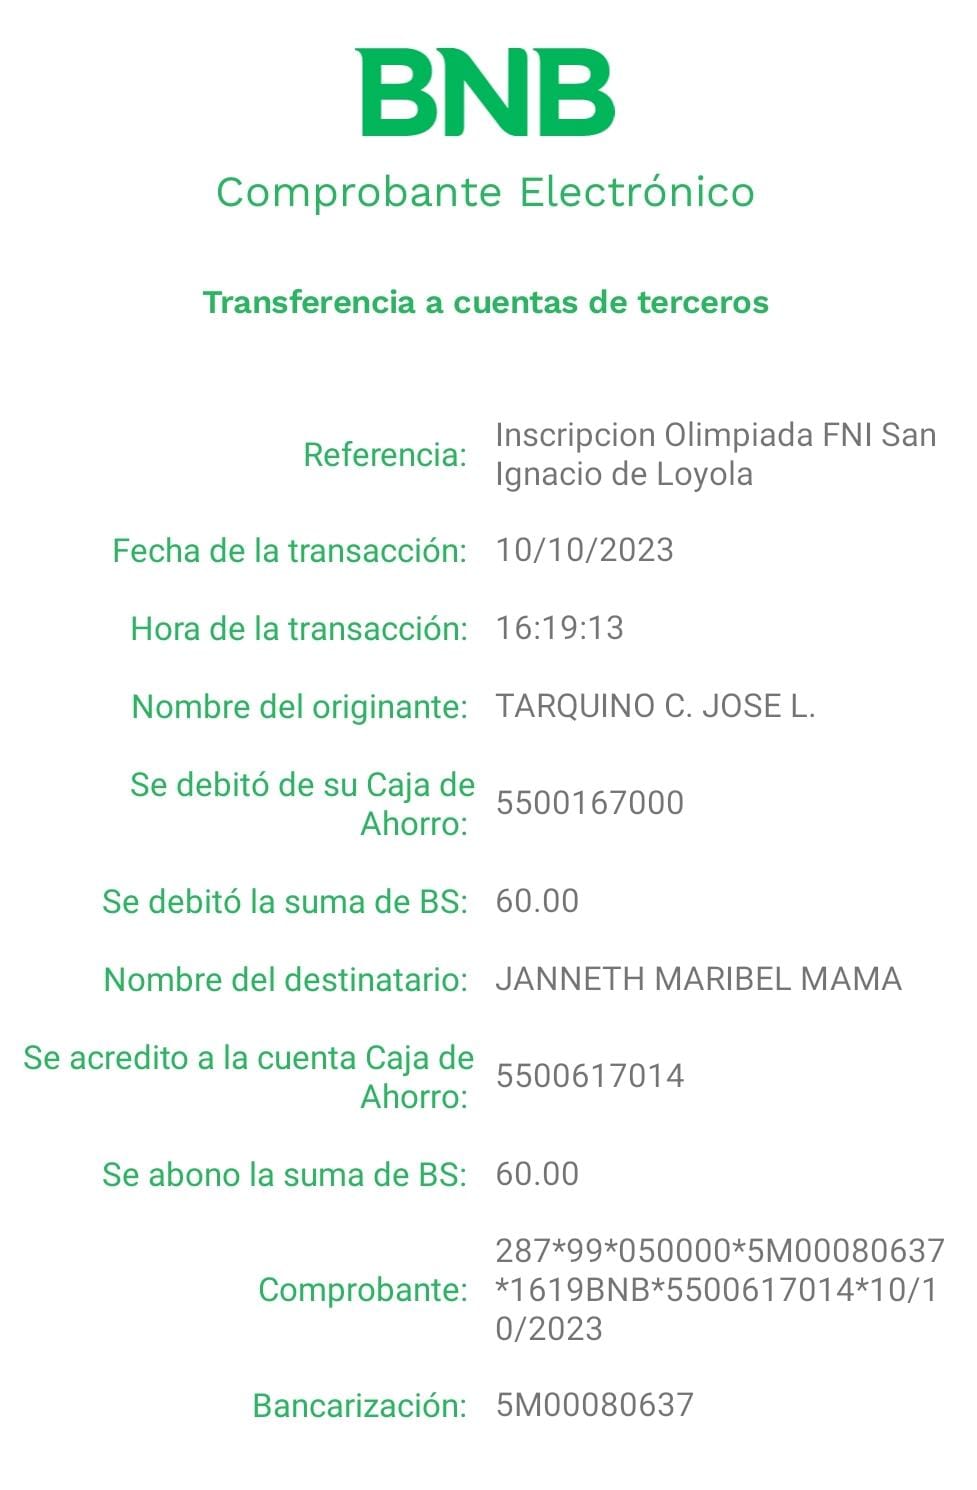 BNB
Comprobante Electrónico
Transferencia a cuentas de terceros
Referencia: Inscripcion Olimpiada FNI San
Ignacio de Loyola
Fecha de la transacción: 10/10/2023
Hora de la transacción: 16:19:13
Nombre del originante: TARQUINO C. JOSE L.
Se debitó de su Caja de
Ahorro: 5500167000
Se debitó la suma de BS: 60.00
Nombre del destinatario: JANNETH MARIBEL MAMA
Se acredito a la cuenta Caja de
Ahorro: 5500617014
Se abono la suma de BS: 60.00
Comprobante: 287*99*050000*5M00080637
*1619BNB*5500617014*10/1
0/2023
Bancarización: 5M00080637